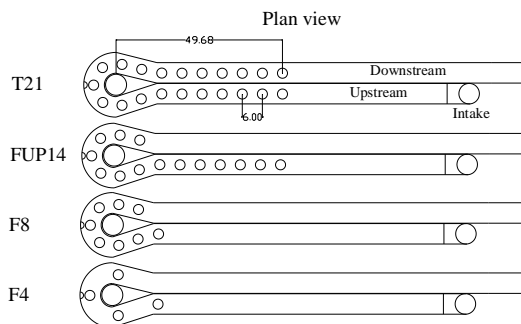 Plan view
49.68
T21
Downstream
Upstream
6.00
Intake
FUP14
F8
F4